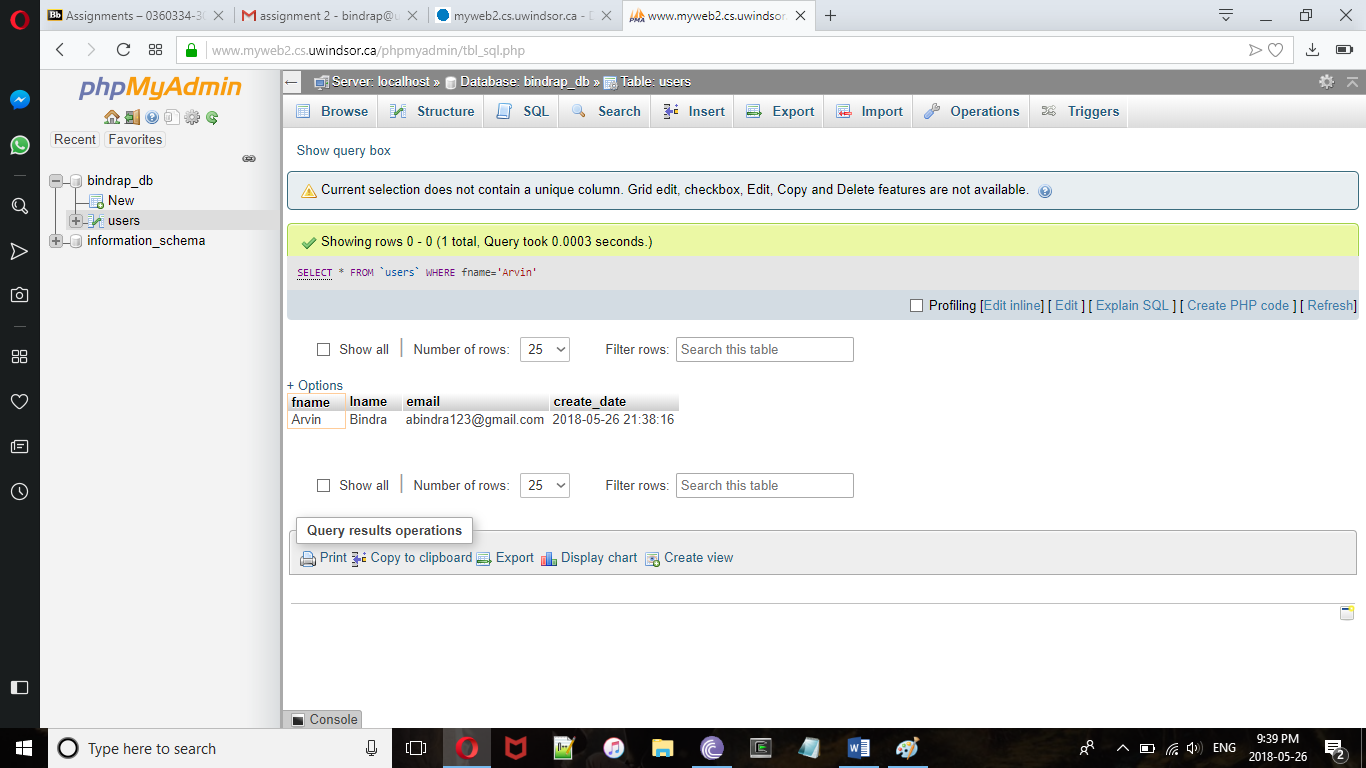 Assignments – 0360334-30
assignment 2 - bindrap@u
myweb2.cs.uwindsor.ca - D
www.myweb2.cs.uwindsor.
www.myweb2.cs.uwindsor.ca/phpmyadmin/tbl_sql.php
phpMyAdmin
Recent Favorites
bindrap_db
New
users
information_schema
Server: localhost » Database: bindrap_db » Table: users
Browse Structure SQL Search Insert Export Import Operations Triggers
Show query box
Current selection does not contain a unique column. Grid edit, checkbox, Edit, Copy and Delete features are not available.
Showing rows 0 - 0 (1 total, Query took 0.0003 seconds.)
SELECT * FROM `users` WHERE fname='Arvin'
Profiling [Edit inline] [ Edit ] [ Explain SQL ] [ Create PHP code ] [ Refresh]
Show all | Number of rows: 25 Filter rows: Search this table
+ Options
fname lname email create_date
Arvin Bindra abindra123@gmail.com 2018-05-26 21:38:16
Show all | Number of rows: 25 Filter rows: Search this table
Query results operations
Print Copy to clipboard Export Display chart Create view
Console
Type here to search
ENG
9:39 PM
2018-05-26
2